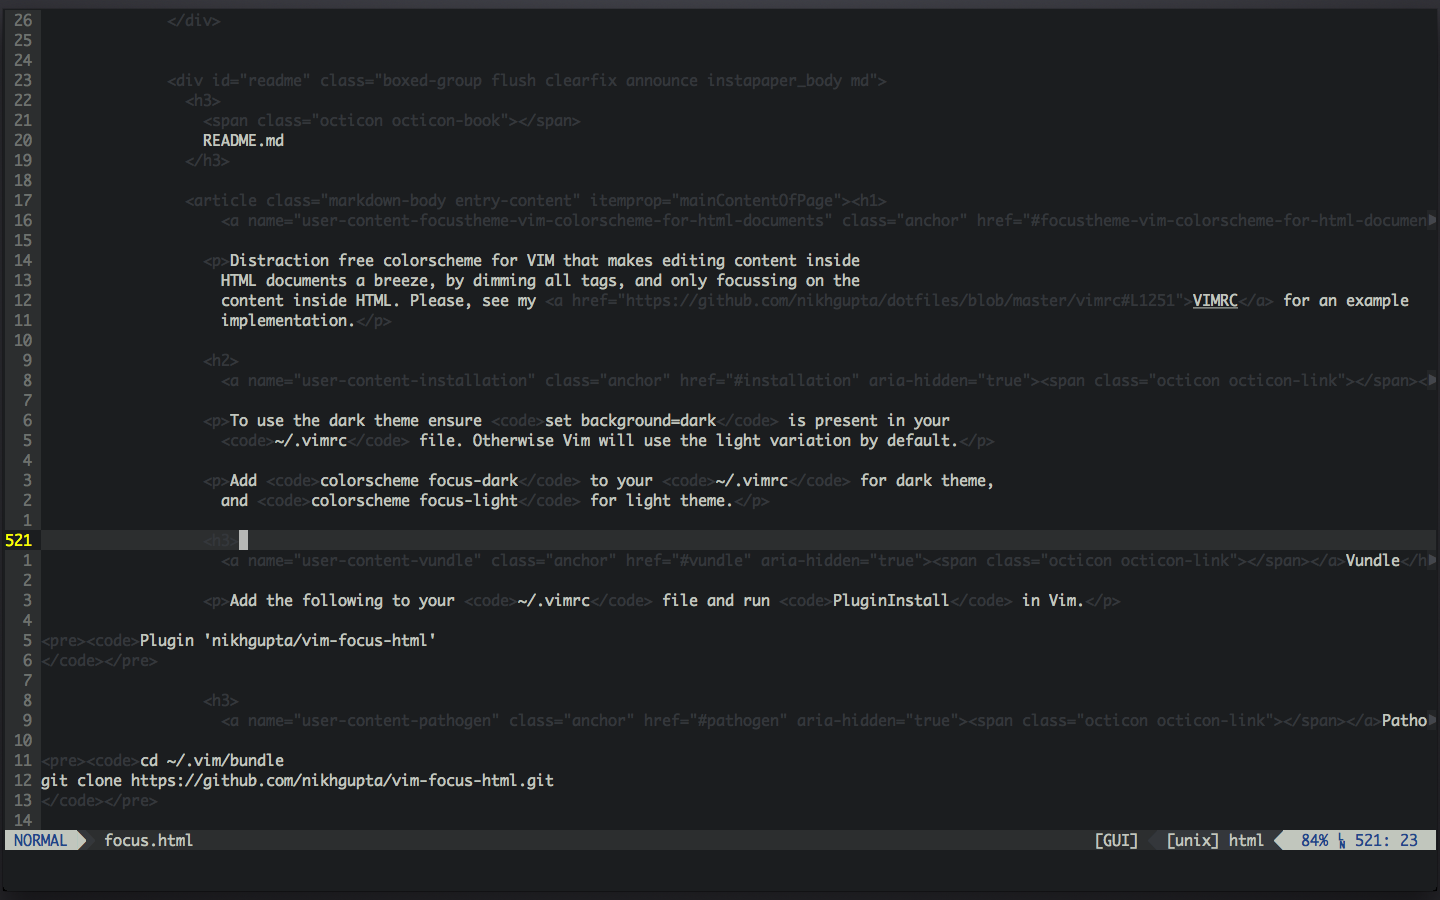 26 </div>
25
24
23 <div id="readme" class="boxed-group flush clearfix announce instapaper_body md">
22 <h3>
21 <span class="octicon octicon-book"></span>
20 README.md
19 </h3>
18
17 <article class="markdown-body entry-content" itemprop="mainContentOfPage"><h1>
16 <a name="user-content-focustheme-vim-colorscheme-for-html-documents" class="anchor" href="#focustheme-vim-colorscheme-for-html-documen
15
14 <p>Distraction free colorscheme for VIM that makes editing content inside
13 HTML documents a breeze, by dimming all tags, and only focussing on the
12 content inside HTML. Please, see my <a href="https://github.com/nikhgupta/dotfiles/blob/master/vimrc#L1251">VIMRC</a> for an example
11 implementation.</p>
10
9 <h2>
8 <a name="user-content-installation" class="anchor" href="#installation" aria-hidden="true"><span class="octicon octicon-link"></span><
7
6 <p>To use the dark theme ensure <code>set background=dark</code> is present in your
5 <code>~/.vimrc</code> file. Otherwise Vim will use the light variation by default.</p>
4
3 <p>Add <code>colorscheme focus-dark</code> to your <code>~/.vimrc</code> for dark theme,
2 and <code>colorscheme focus-light</code> for light theme.</p>
1
521 <h3>
1 <a name="user-content-vundle" class="anchor" href="#vundle" aria-hidden="true"><span class="octicon octicon-link"></span></a>Vundle</h
2
3 <p>Add the following to your <code>~/.vimrc</code> file and run <code>PluginInstall</code> in Vim.</p>
4
5 <pre><code>Plugin 'nikhgupta/vim-focus-html'
6 </code></pre>
7
8 <h3>
9 <a name="user-content-pathogen" class="anchor" href="#pathogen" aria-hidden="true"><span class="octicon octicon-link"></span></a>Patho
10
11 <pre><code>cd ~/.vim/bundle
12 git clone https://github.com/nikhgupta/vim-focus-html.git
13 </code></pre>
14
NORMAL focus.html [GUI] [unix] html 84% LN 521: 23